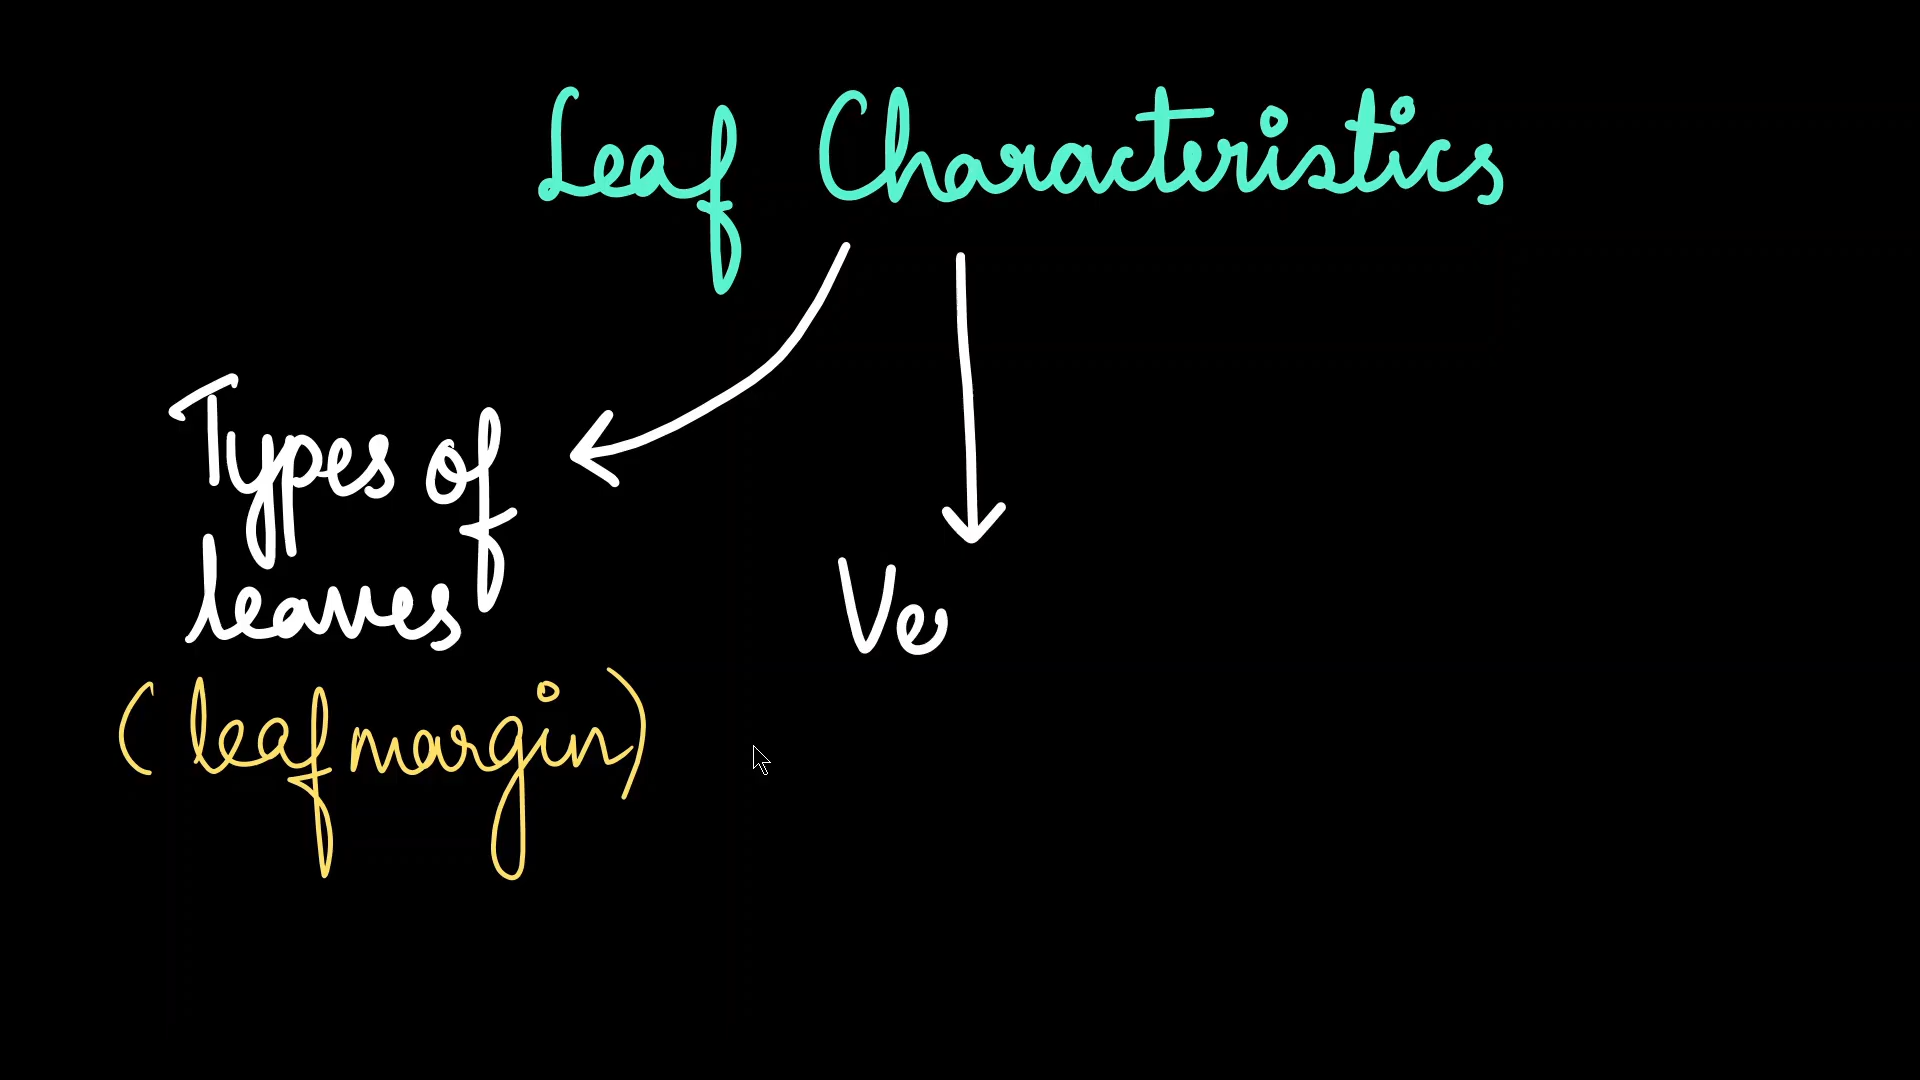 Leaf Characteristics
Types of
leaves
(leaf margin)
Ve